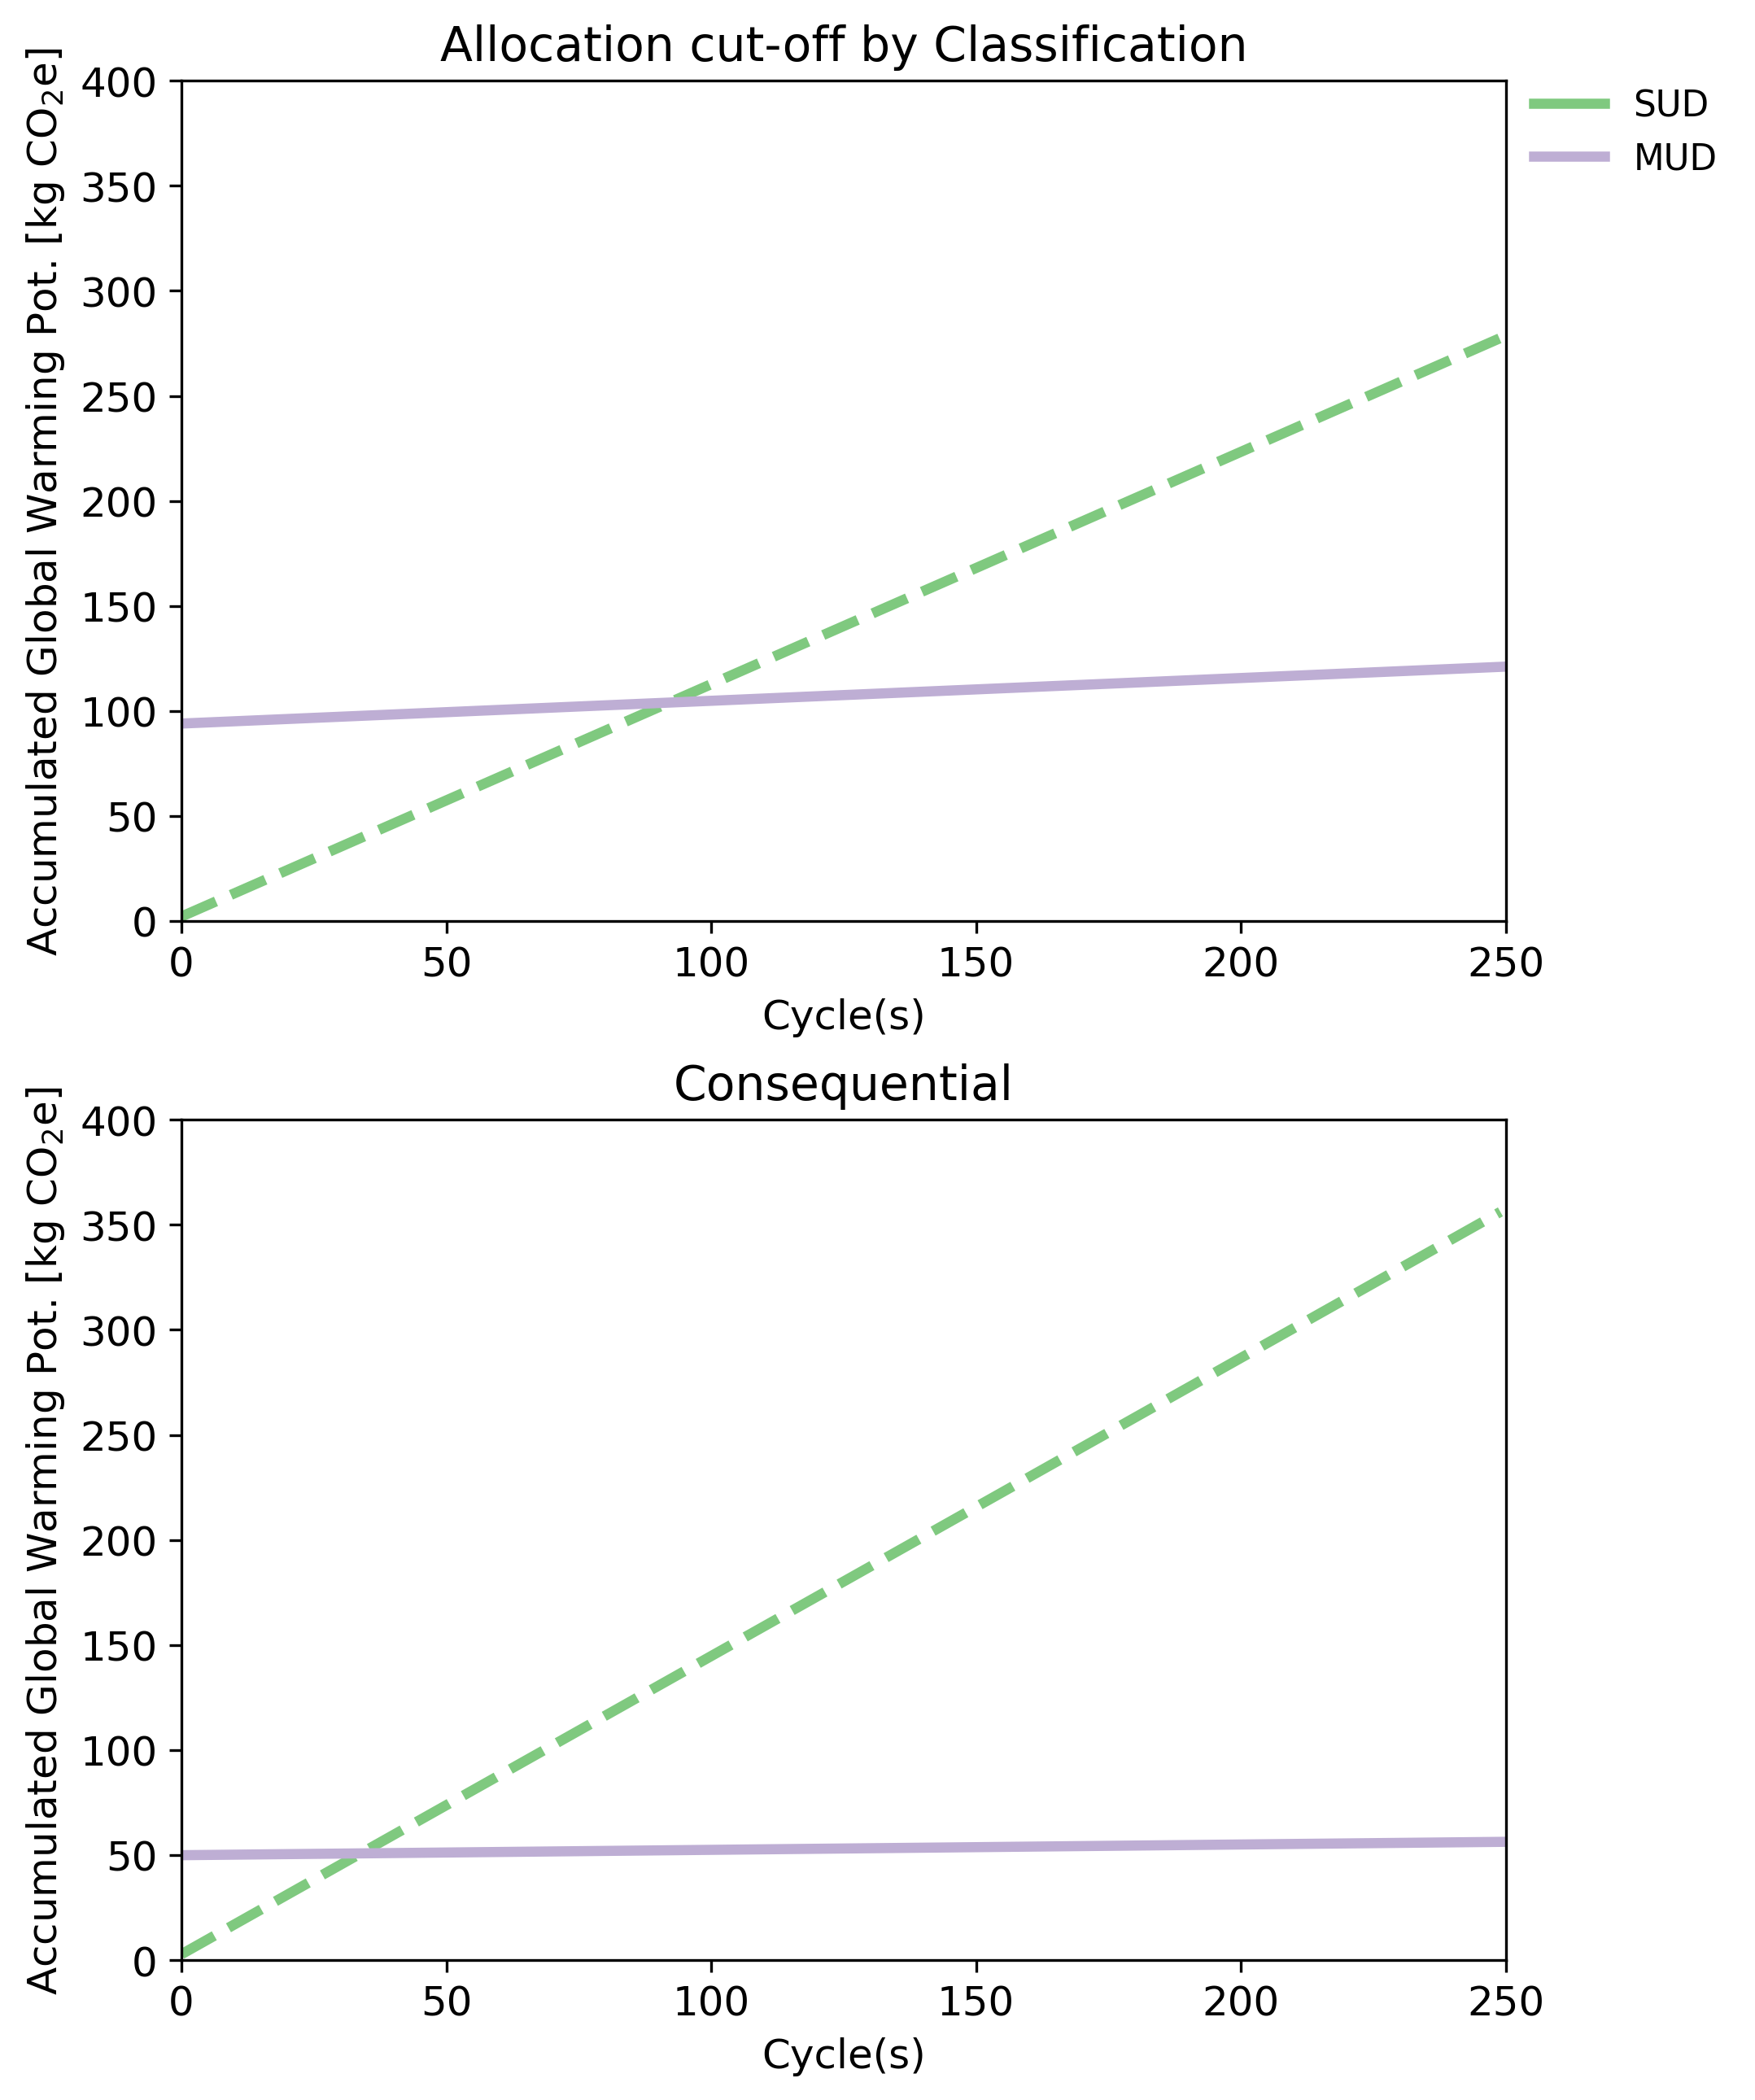 Allocation cut-off by Classification
Accumulated Global Warming Pot. [kg CO₂e]
400
350
300
250
200
150
100
50
0
0 50 100 150 200 250
Cycle(s)
SUD
MUD
Consequential
Accumulated Global Warming Pot. [kg CO₂e]
400
350
300
250
200
150
100
50
0
0 50 100 150 200 250
Cycle(s)